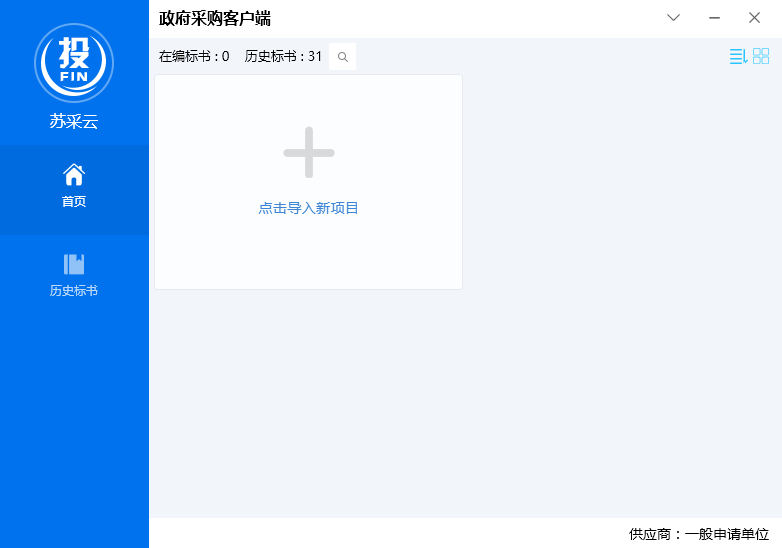 政府采购客户端
投
FIN
苏采云
首页
历史标书
在编标书：0 历史标书：31
点击导入新项目
供应商：一般申请单位